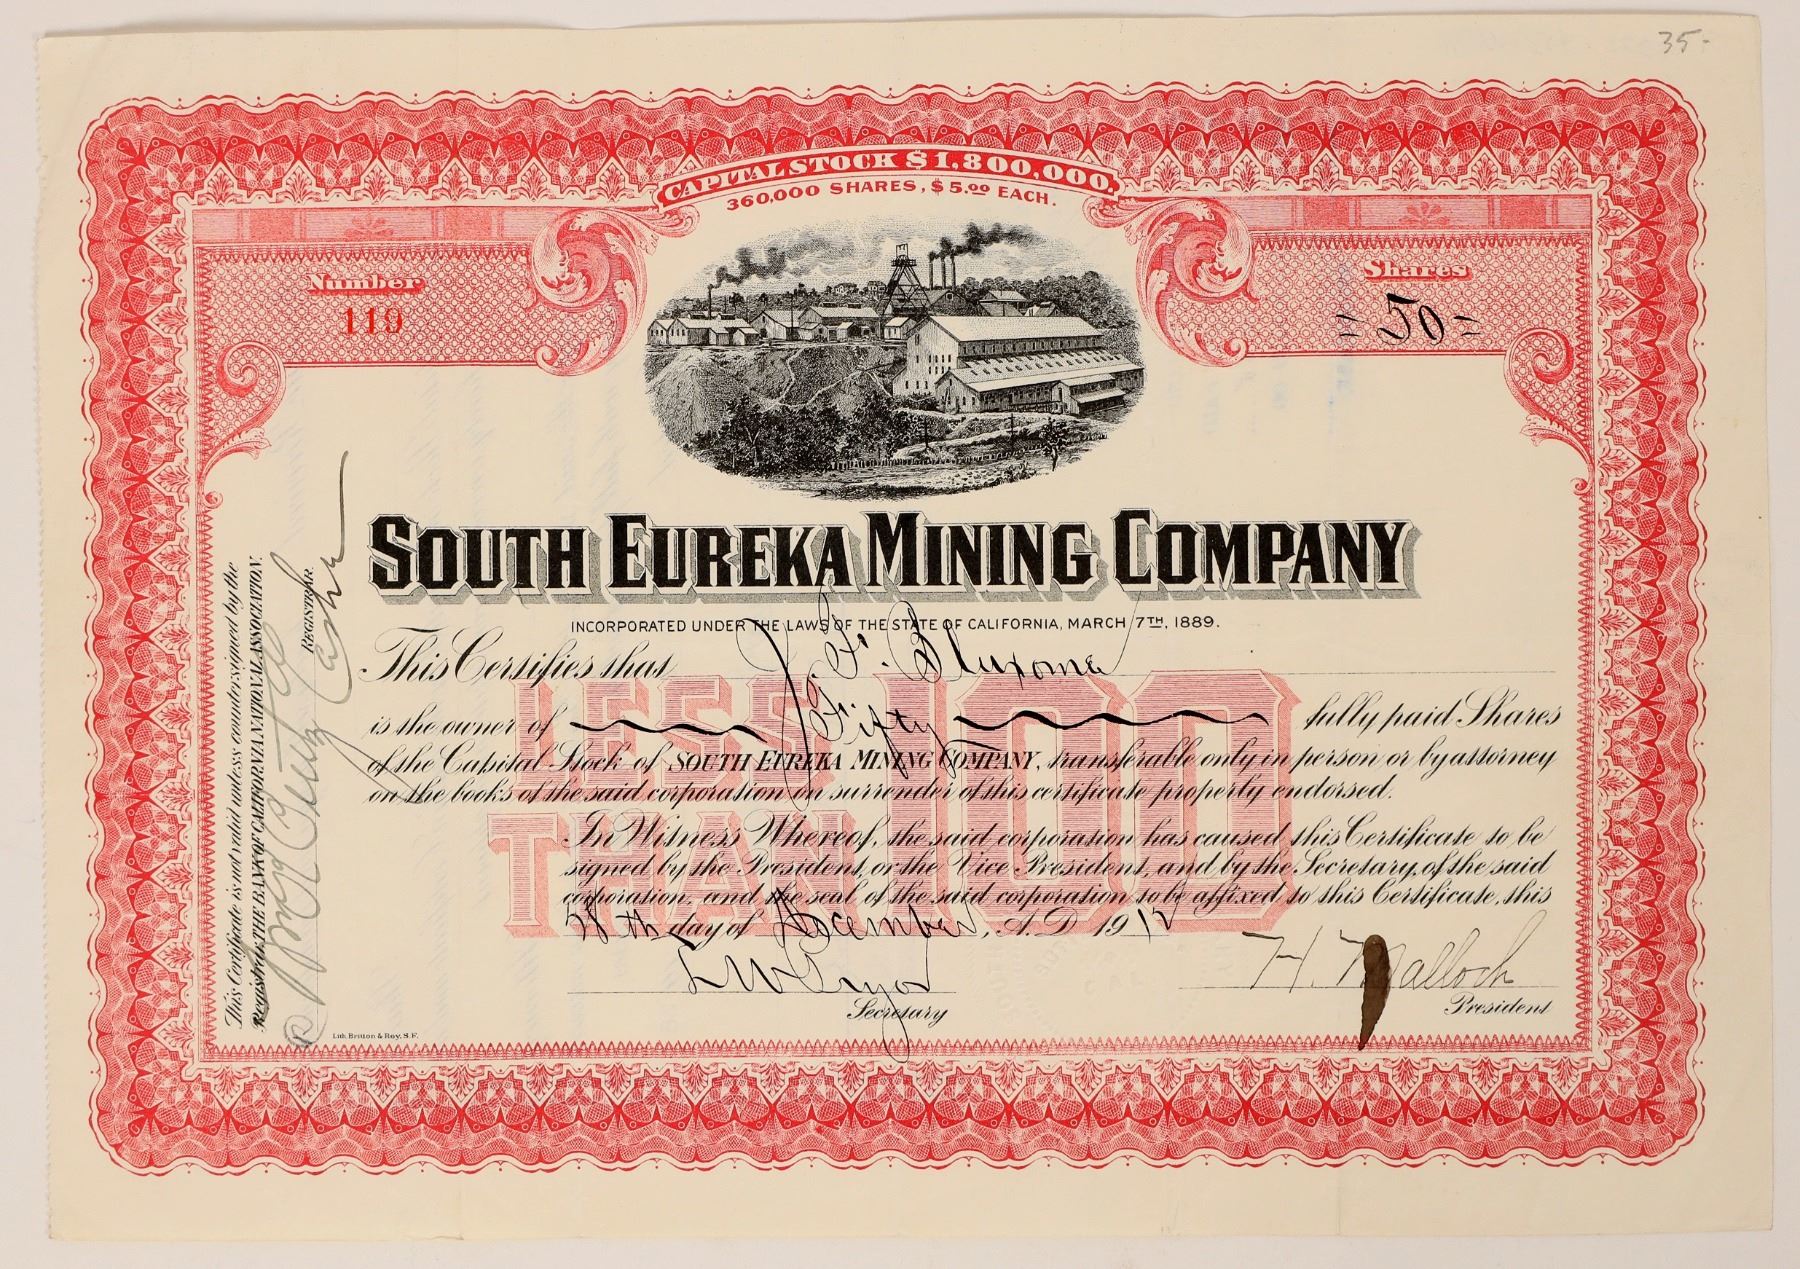 35-
CAPITAL STOCK $1,800,000.
360,000 SHARES, $5.00 EACH.
Number
119
Shares
=50=
SOUTH EUREKA MINING COMPANY
INCORPORATED UNDER THE LAWS OF THE STATE OF CALIFORNIA, MARCH 7TH, 1889.
This Certifies that J. F.
is the owner of Fifty fully paid Shares
of the Capital Stock of SOUTH EUREKA MINING COMPANY, transferable only in person or by attorney
on the books of the said corporation on surrender of this certificate properly endorsed.
LESS THAN 100
In Witness Whereof, the said corporation has caused this Certificate to be
signed by the President, or the Vice President, and by the Secretary, of the said
corporation, and the seal of the said corporation to be affixed to this Certificate, this
day of December, A.D. 1912
H. Malloch
Secretary
President
Lith. Britton & Rey, S.F.
This Certificate is not valid unless countersigned by the
Registrar, THE BANK OF CALIFORNIA NATIONAL ASSOCIATION.
REGISTRAR.
Cashier